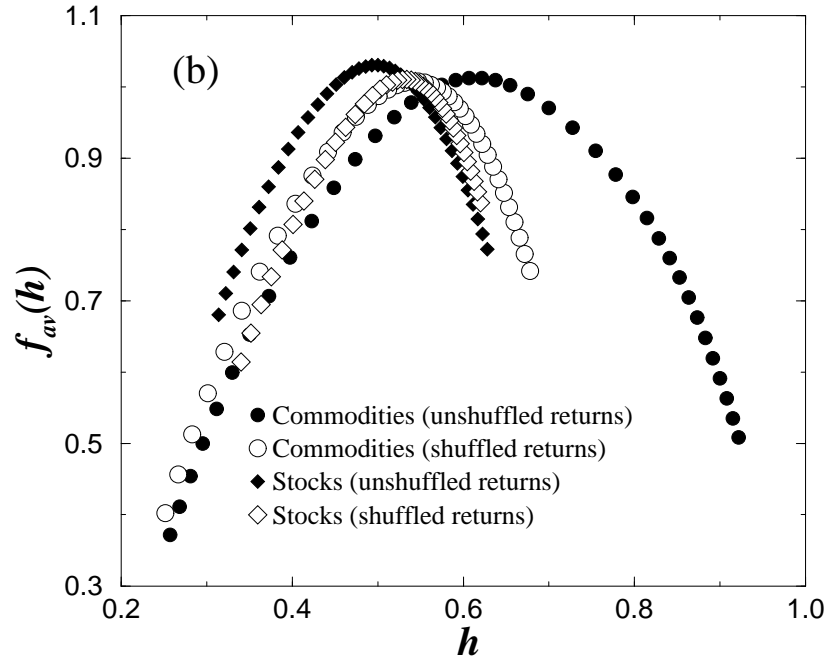 1.1
(b)
0.9
0.7
0.5
0.3
f_av(h)
Commodities (unshuffled returns)
Commodities (shuffled returns)
Stocks (unshuffled returns)
Stocks (shuffled returns)
0.2 0.4 0.6 0.8 1.0
h